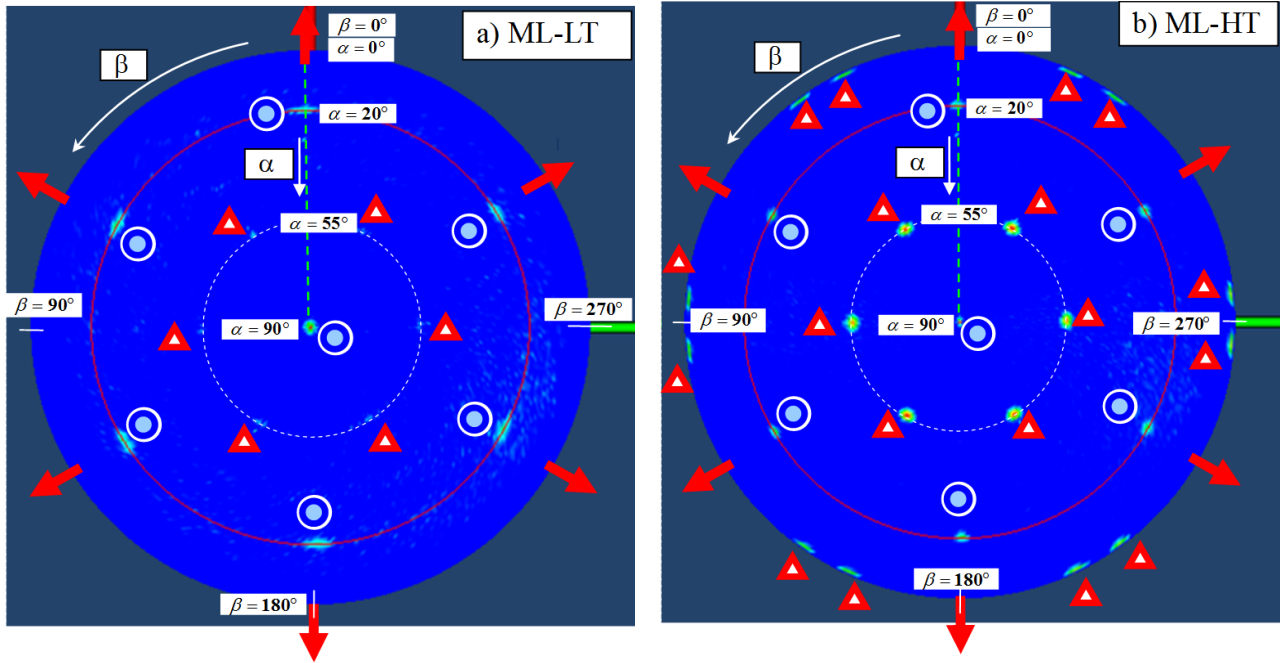 a) ML-LT
β = 0°
α = 0°
β
α = 20°
α
α = 55°
β = 90°
α = 90°
β = 270°
β = 180°
b) ML-HT
β = 0°
α = 0°
β
α = 20°
α
α = 55°
β = 90°
α = 90°
β = 270°
β = 180°